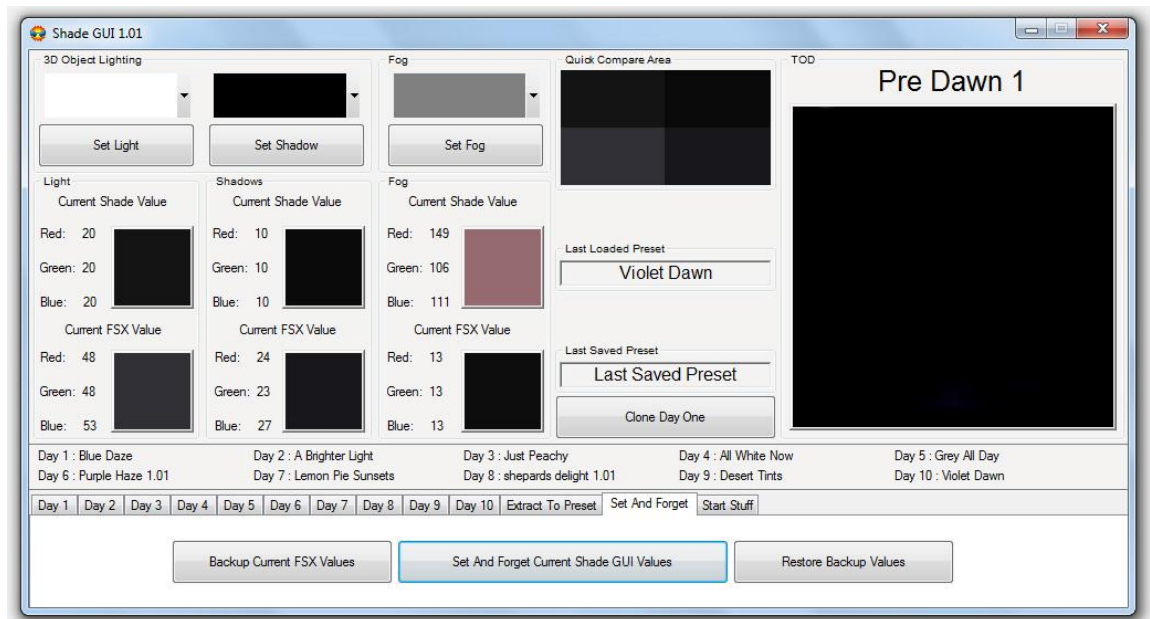 Shade GUI 1.01
3D Object Lighting
Fog
Quick Compare Area
TOD
Pre Dawn 1
Set Light
Set Shadow
Set Fog
Light
Shadows
Fog
Current Shade Value
Current Shade Value
Current Shade Value
Red: 20
Red: 10
Red: 149
Green: 20
Green: 10
Green: 106
Blue: 20
Blue: 10
Blue: 111
Last Loaded Preset
Violet Dawn
Current FSX Value
Current FSX Value
Current FSX Value
Red: 48
Red: 24
Red: 13
Green: 48
Green: 23
Green: 13
Blue: 53
Blue: 27
Blue: 13
Last Saved Preset
Last Saved Preset
Clone Day One
Day 1 : Blue Daze
Day 2 : A Brighter Light
Day 3 : Just Peachy
Day 4 : All White Now
Day 5 : Grey All Day
Day 6 : Purple Haze 1.01
Day 7 : Lemon Pie Sunsets
Day 8 : shepards delight 1.01
Day 9 : Desert Tints
Day 10 : Violet Dawn
Day 1
Day 2
Day 3
Day 4
Day 5
Day 6
Day 7
Day 8
Day 9
Day 10
Extract To Preset
Set And Forget
Start Stuff
Backup Current FSX Values
Set And Forget Current Shade GUI Values
Restore Backup Values